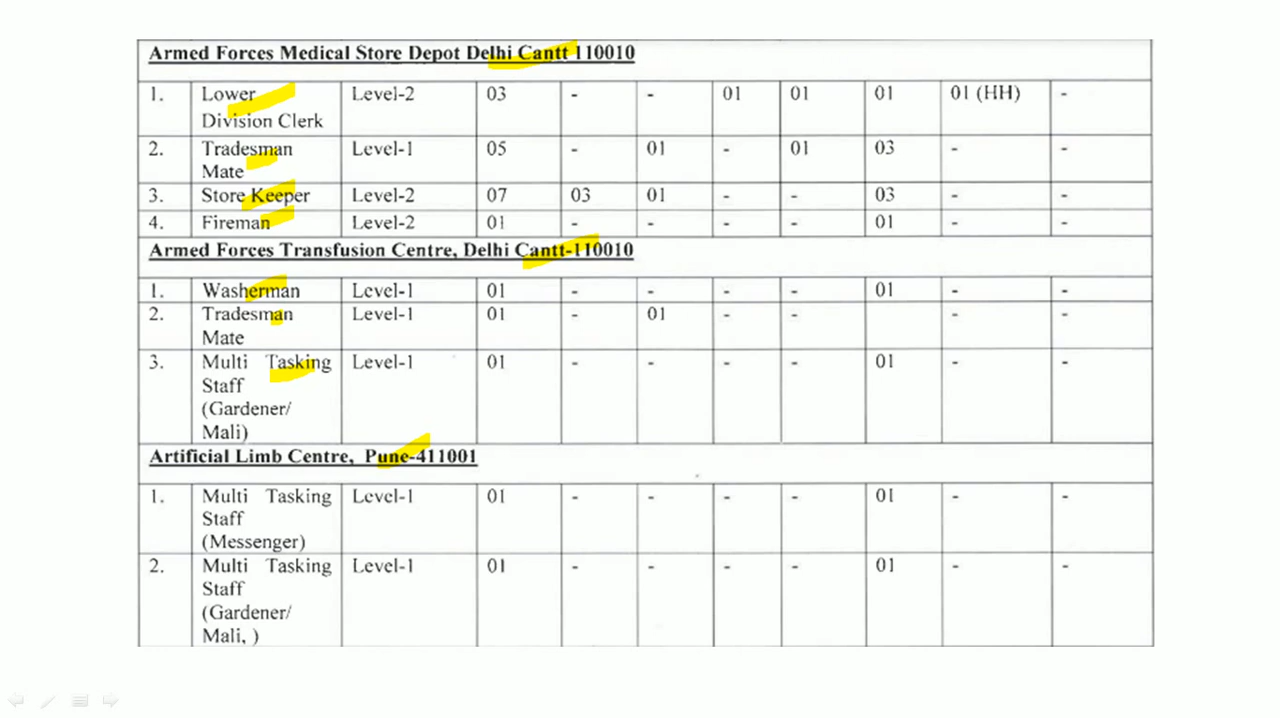 Armed Forces Medical Store Depot Delhi Cantt 110010
1. Lower Level-2 03 - - 01 01 01 01 (HH) -
Division Clerk
2. Tradesman Level-1 05 - 01 - 01 03 - -
Mate
3. Store Keeper Level-2 07 03 01 - - 03 - -
4. Fireman Level-2 01 - - - - 01 - -
Armed Forces Transfusion Centre, Delhi Cantt-110010
1. Washerman Level-1 01 - - - - 01 - -
2. Tradesman Level-1 01 - 01 - - - -
Mate
3. Multi Tasking Level-1 01 - - - - 01 - -
Staff
(Gardener/
Mali)
Artificial Limb Centre, Pune-411001
1. Multi Tasking Level-1 01 - - - - 01 - -
Staff
(Messenger)
2. Multi Tasking Level-1 01 - - - - 01 - -
Staff
(Gardener/
Mali, )